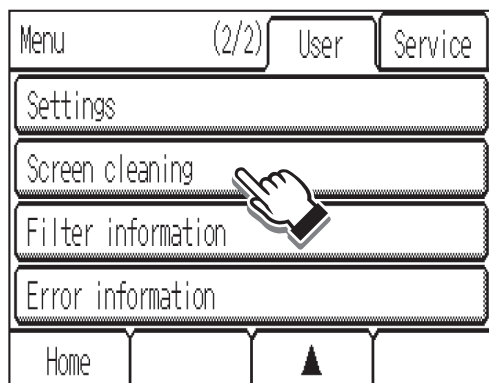 Menu (2/2) User Service
Settings
Screen cleaning
Filter information
Error information
Home ▲